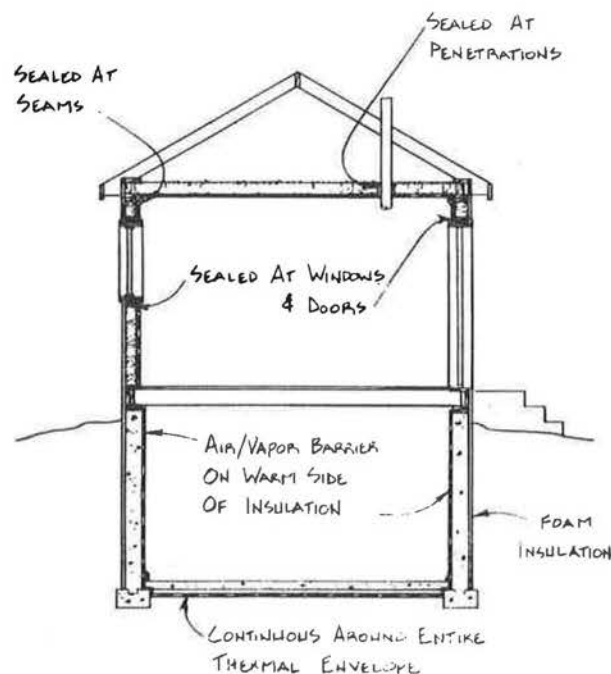 SEALED AT
PENETRATIONS
SEALED AT
SEAMS
SEALED AT WINDOWS
& DOORS
AIR/VAPOR BARRIER
ON WARM SIDE
OF INSULATION
FOAM
INSULATION
CONTINUOUS AROUND ENTIRE
THERMAL ENVELOPE